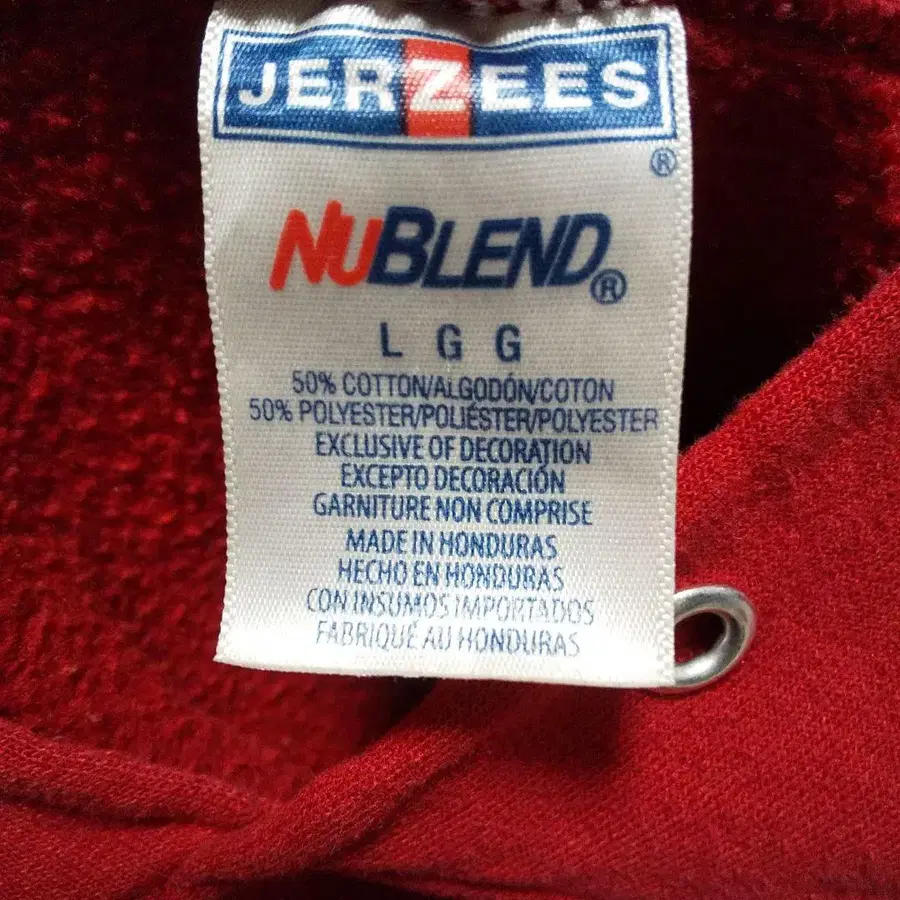 JERZEES
®
NUBLEND®
L G G
50% COTTON/ALGODÓN/COTON
50% POLYESTER/POLIÉSTER/POLYESTER
EXCLUSIVE OF DECORATION
EXCEPTO DECORACIÓN
GARNITURE NON COMPRISE
MADE IN HONDURAS
HECHO EN HONDURAS
CON INSUMOS IMPORTADOS
FABRIQUÉ AU HONDURAS